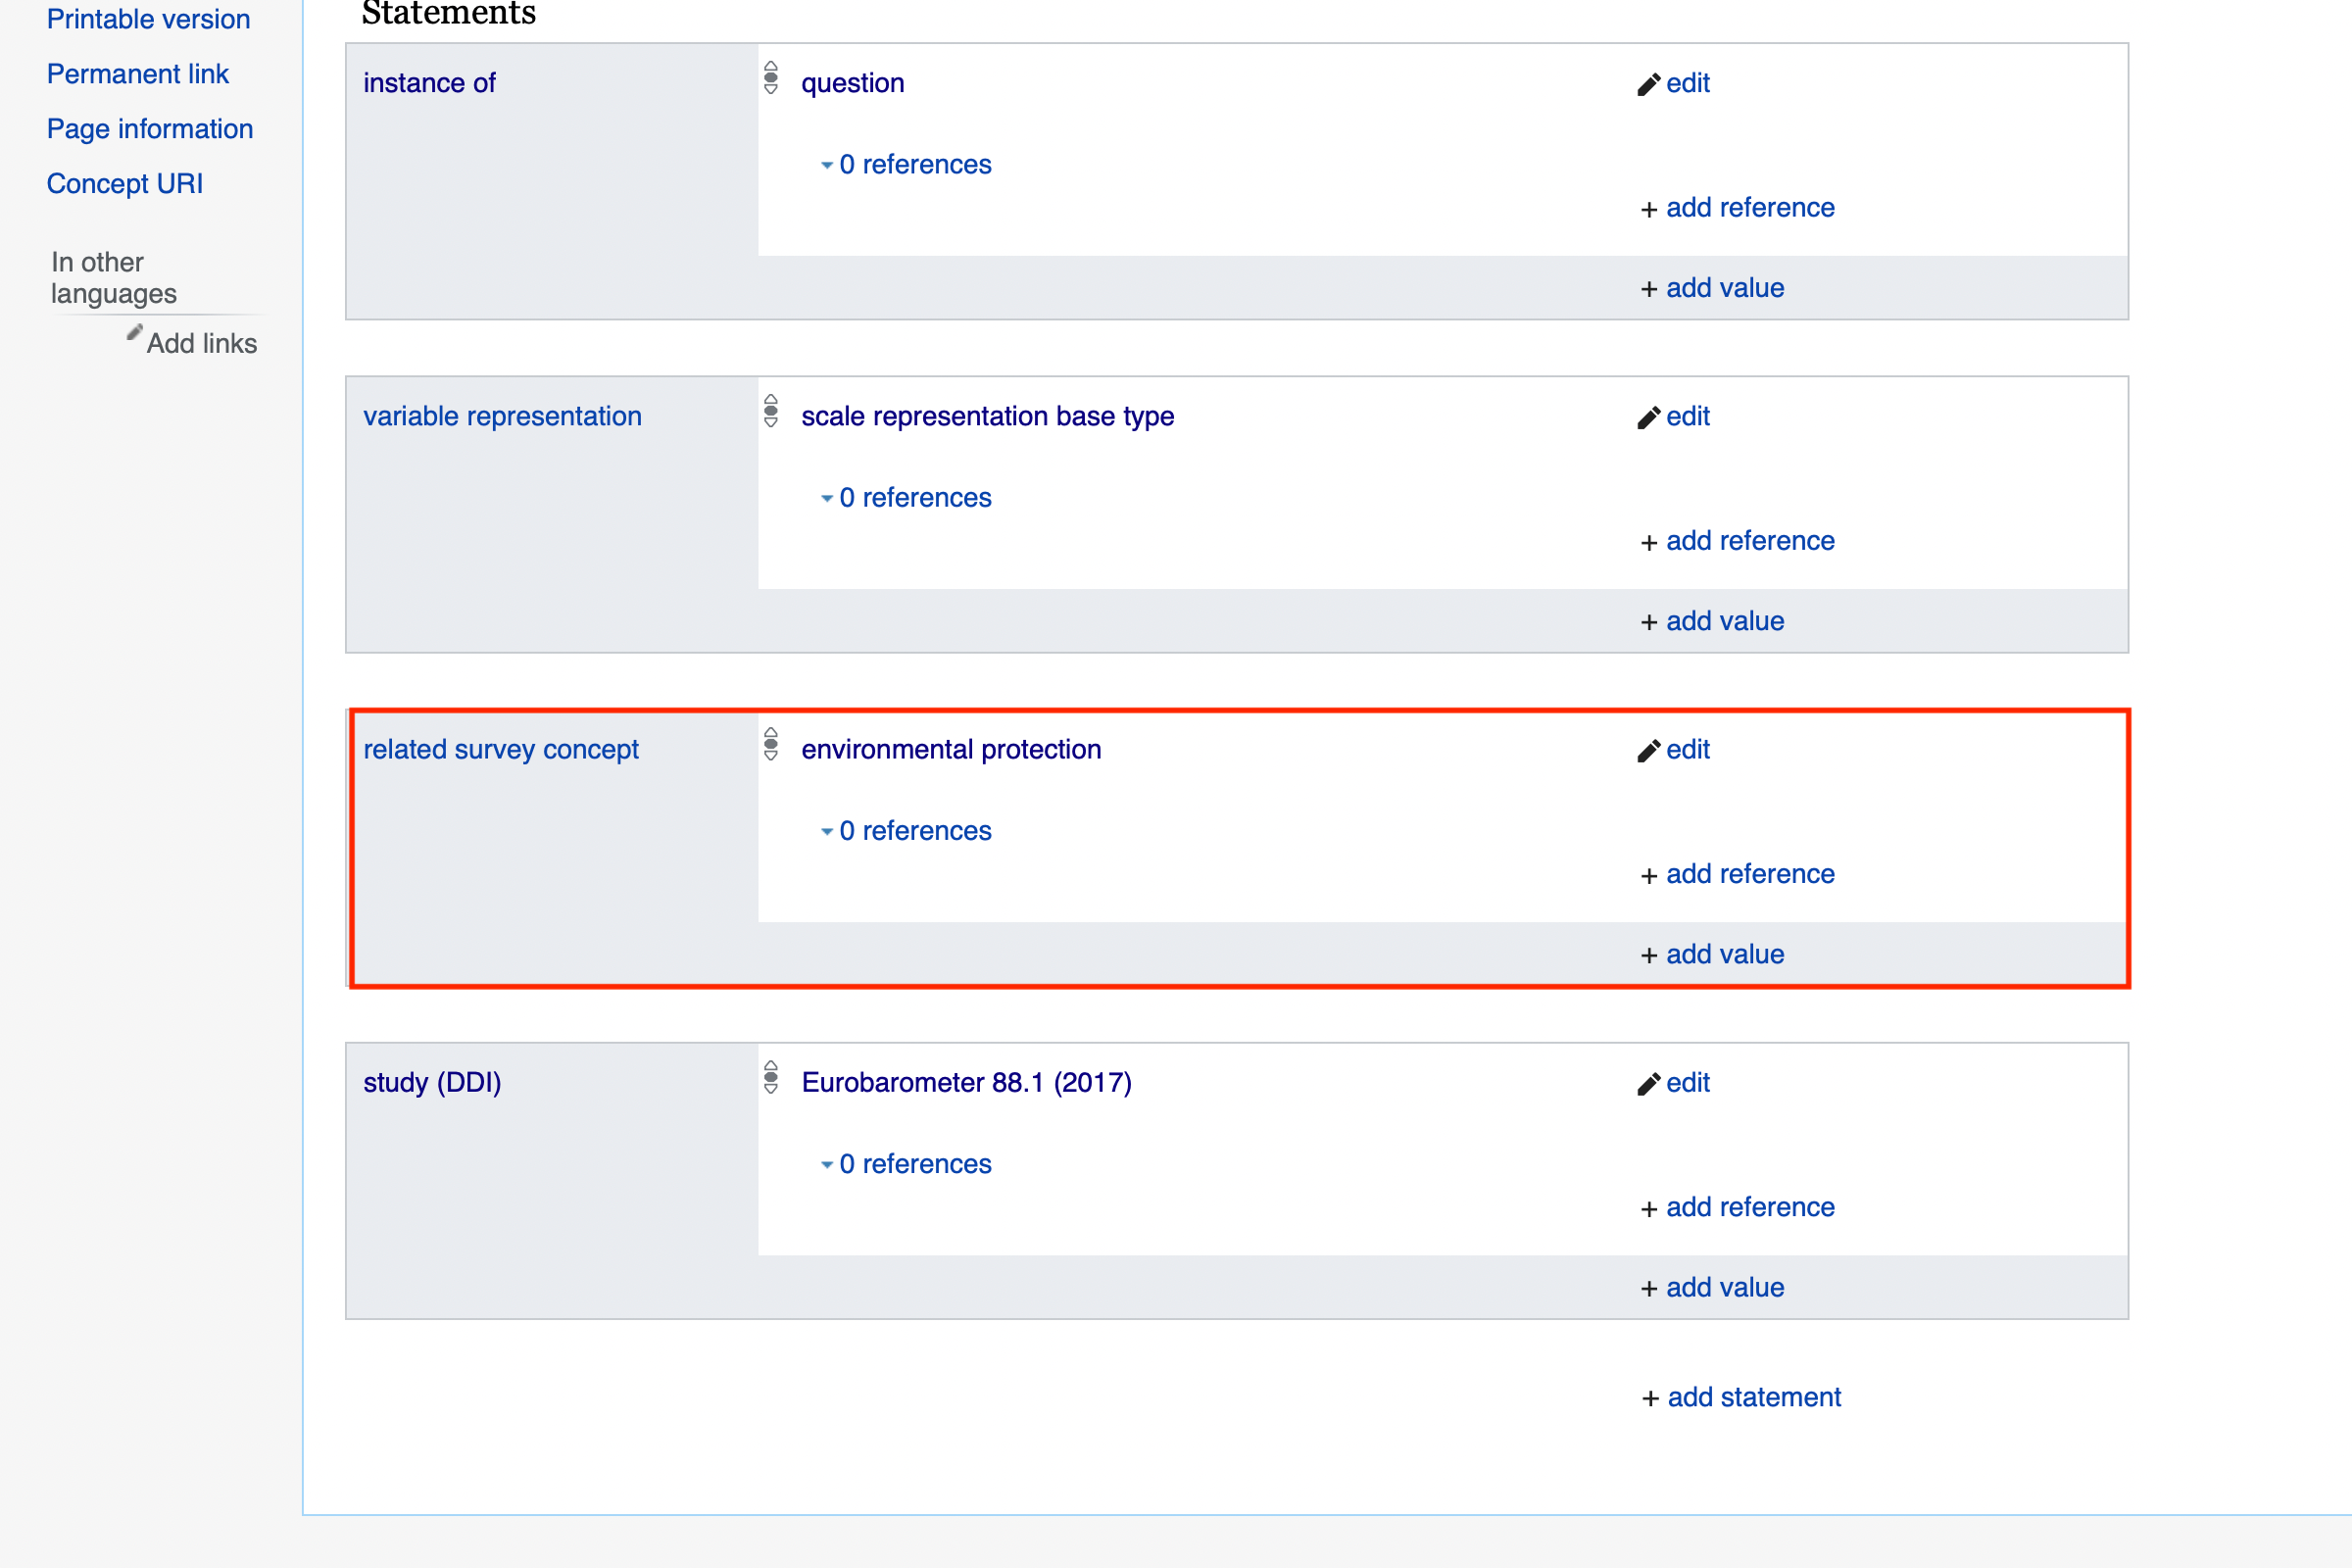 Printable version
Permanent link
Page information
Concept URI
In other
languages
Add links
Statements
instance of
question
edit
0 references
+ add reference
+ add value
variable representation
scale representation base type
edit
0 references
+ add reference
+ add value
related survey concept
environmental protection
edit
0 references
+ add reference
+ add value
study (DDI)
Eurobarometer 88.1 (2017)
edit
0 references
+ add reference
+ add value
+ add statement